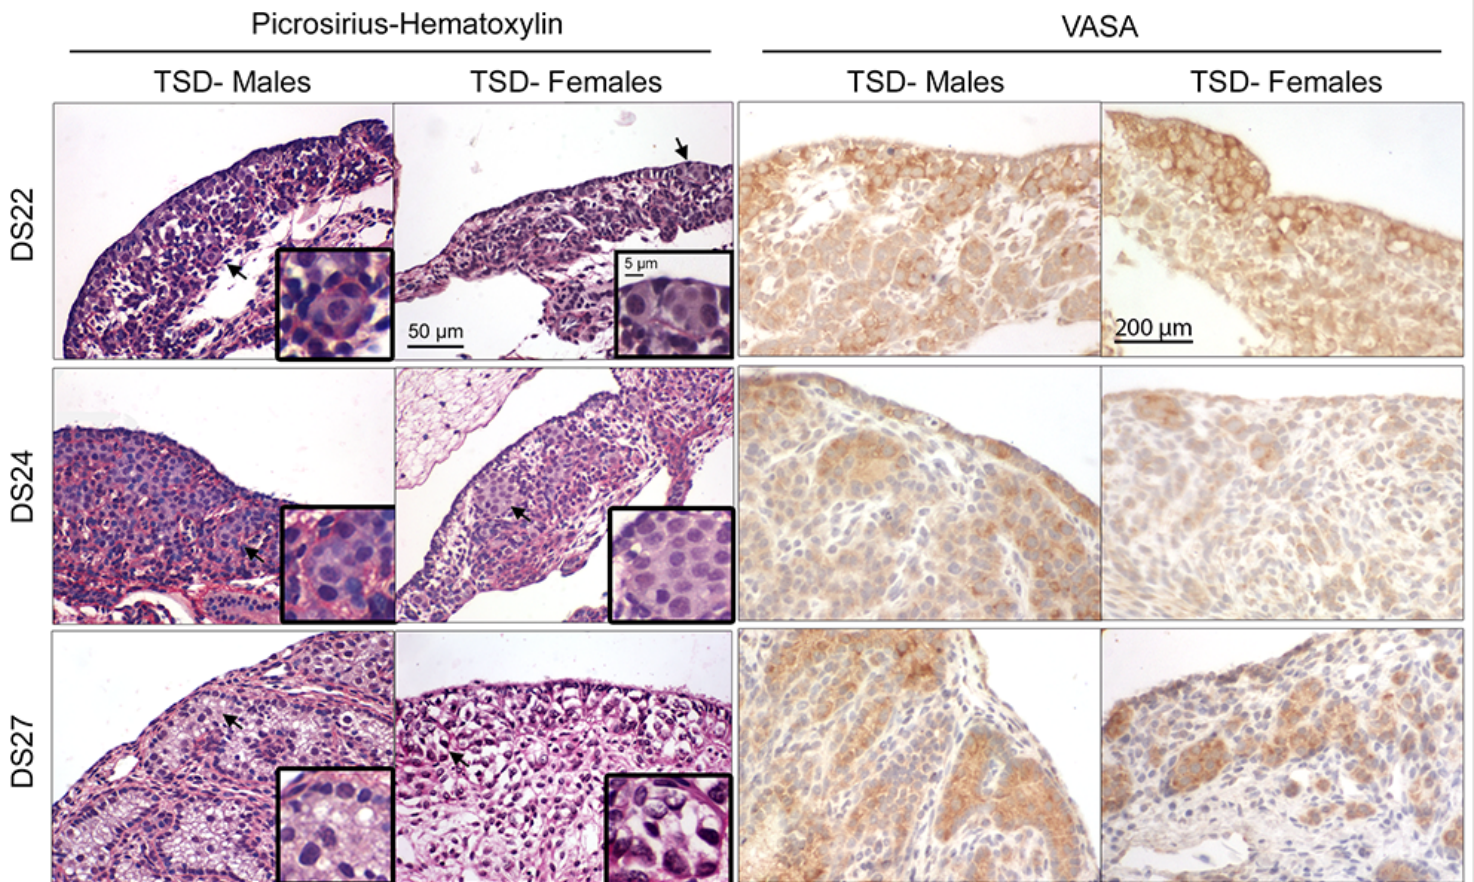 Picrosirius-Hematoxylin
VASA
TSD- Males
TSD- Females
TSD- Males
TSD- Females
DS22
5 µm
50 µm
200 µm
DS24
DS27